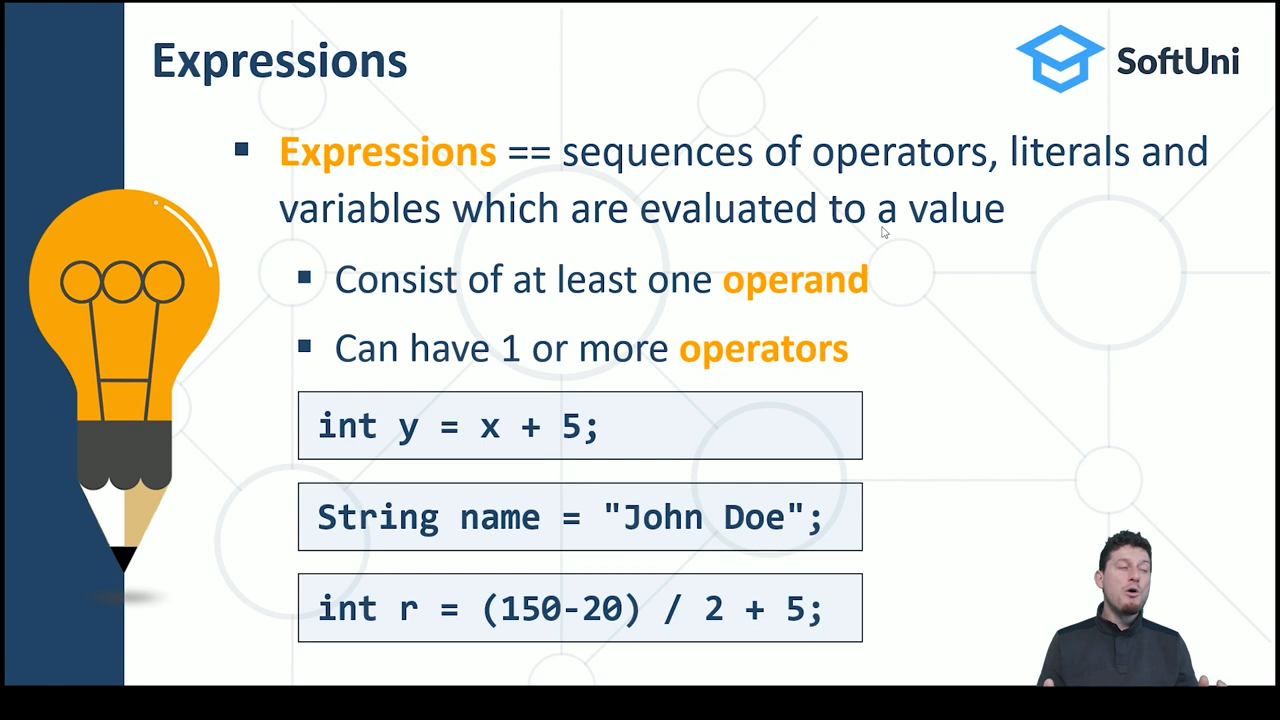 Expressions
SoftUni
▪ Expressions == sequences of operators, literals and
variables which are evaluated to a value
▪ Consist of at least one operand
▪ Can have 1 or more operators
int y = x + 5;
String name = "John Doe";
int r = (150-20) / 2 + 5;